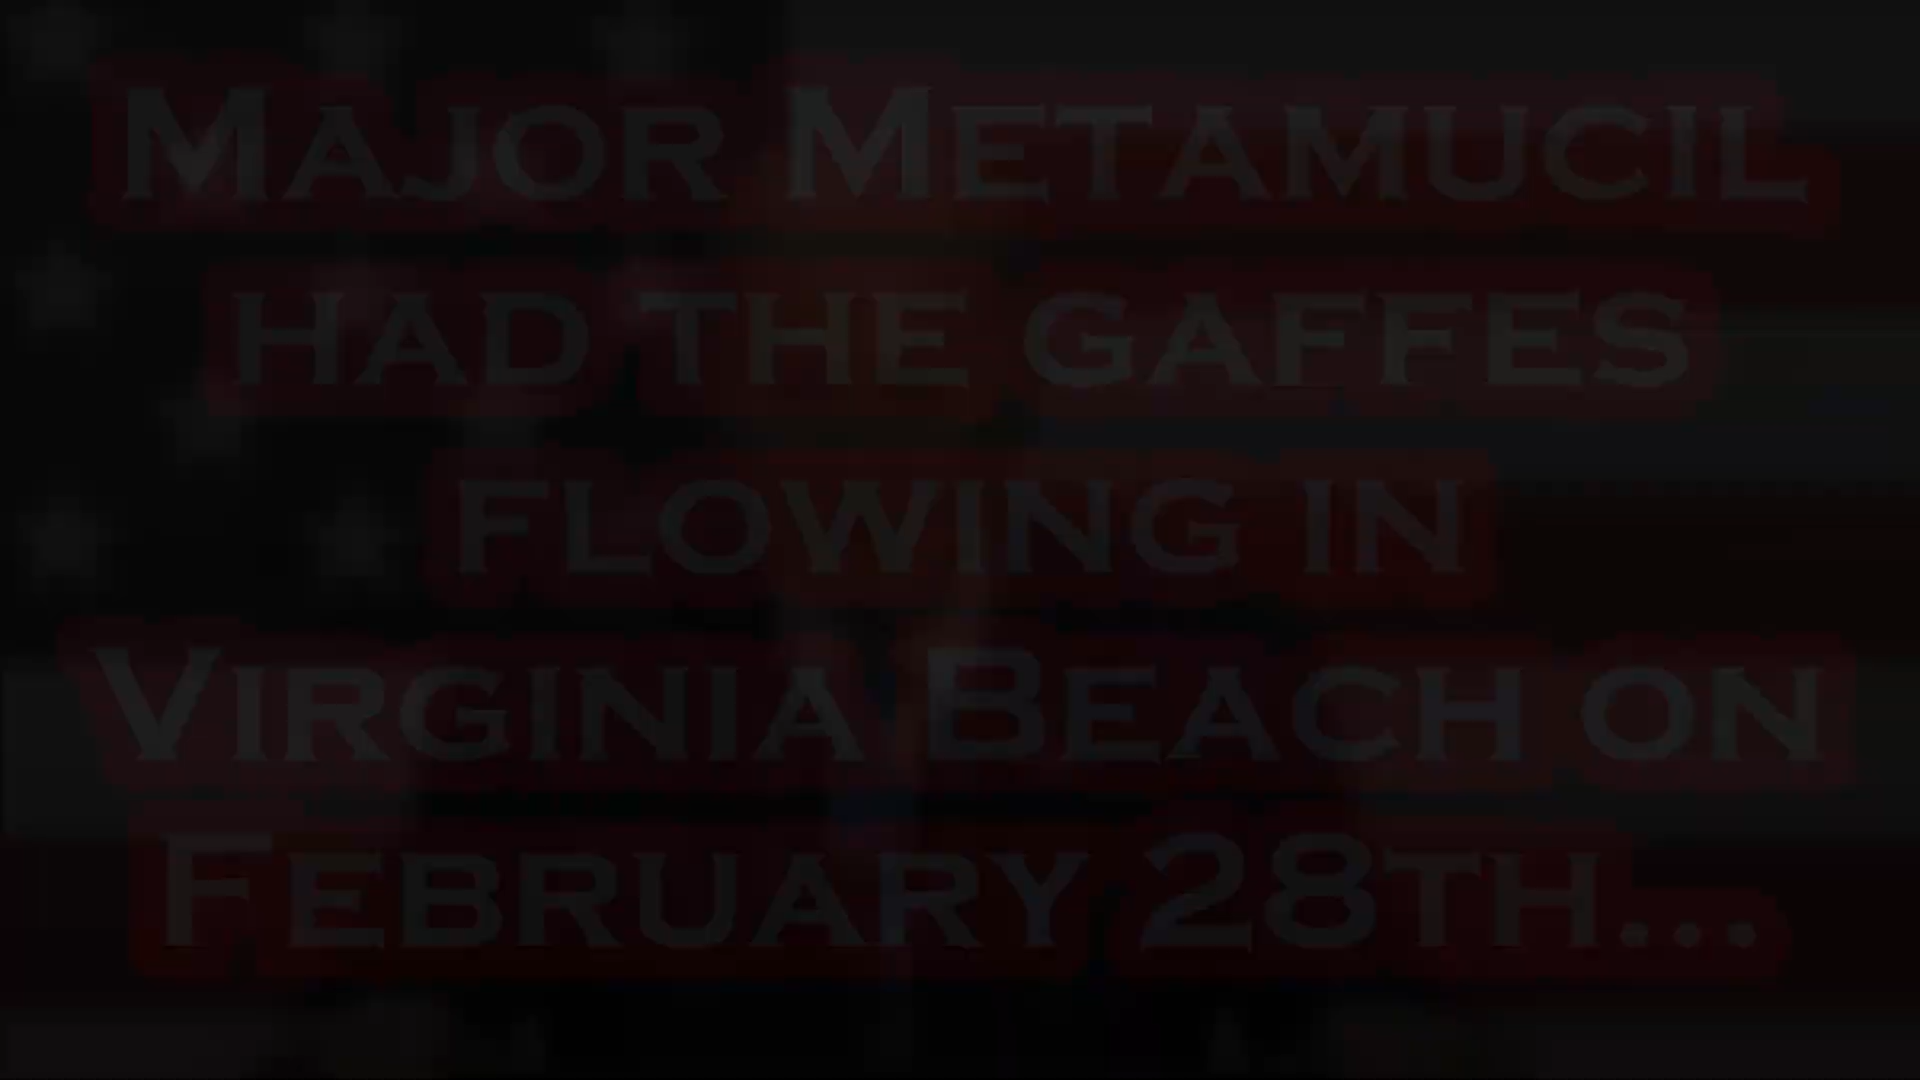 Major Metamucil
had the gaffes
flowing in
Virginia Beach on
February 28th...